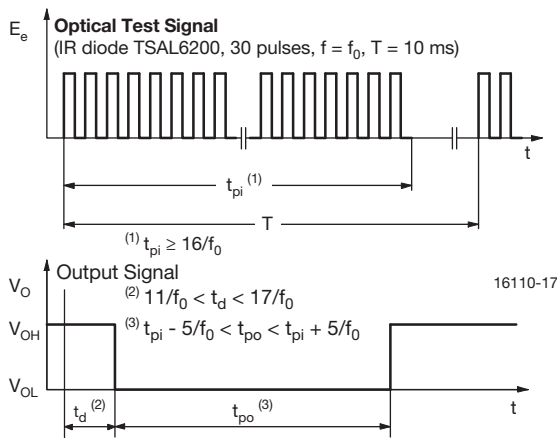 E_e
Optical Test Signal
(IR diode TSAL6200, 30 pulses, f = f₀, T = 10 ms)
t
t_pi ⁽¹⁾
T
⁽¹⁾ t_pi ≥ 16/f₀
V_O
Output Signal
16110-17
⁽²⁾ 11/f₀ < t_d < 17/f₀
V_OH
⁽³⁾ t_pi - 5/f₀ < t_po < t_pi + 5/f₀
V_OL
t
t_d ⁽²⁾
t_po ⁽³⁾